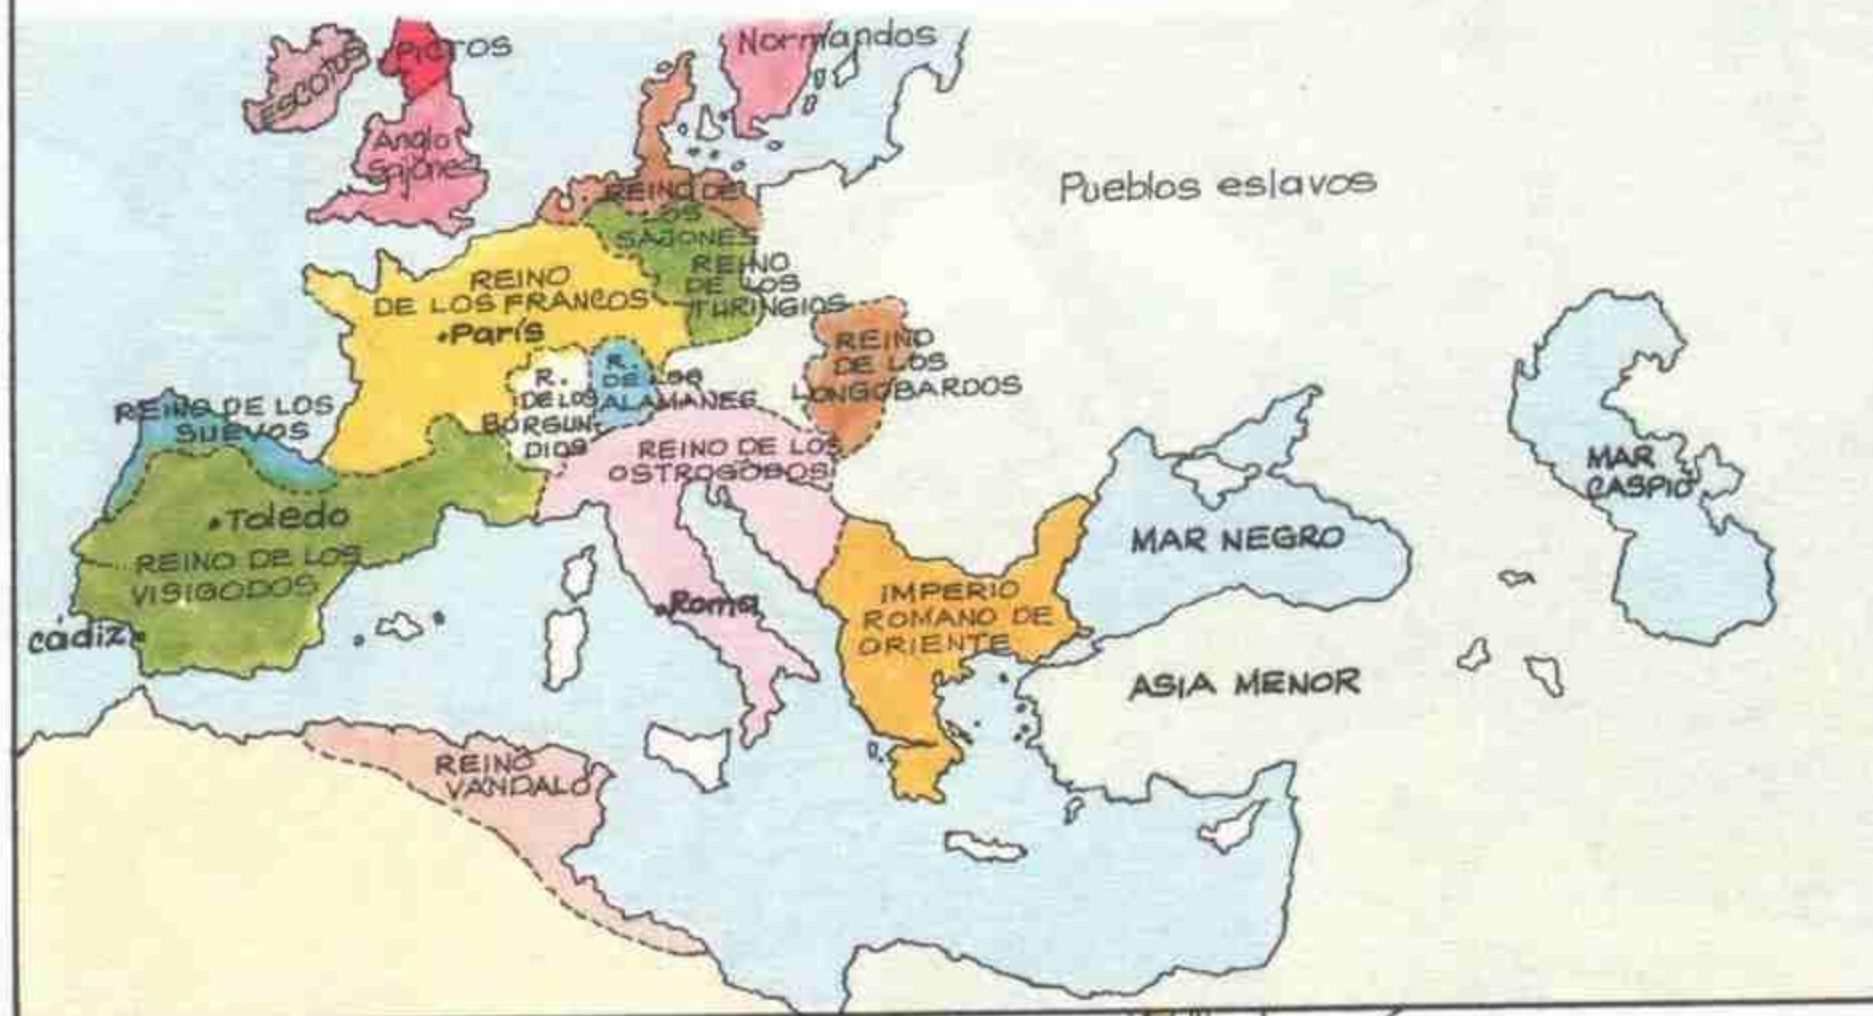 ESCOTOS
PICTOS
Normandos
Anglo
Sajones
Pueblos eslavos
REINO DE
LOS
SAJONES
REINO
DE LOS
TURINGIOS
REINO
DE LOS FRANCOS
París
REINO
DE LOS
LONGOBARDOS
R.
DE LOS
ALAMANES
R.
DE LOS
BORGUN-
DIOS
REINO DE LOS
SUEVOS
REINO DE LOS
OSTROGODOS
Toledo
REINO DE LOS
VISIGODOS
cádiz
Roma
IMPERIO
ROMANO DE
ORIENTE
MAR NEGRO
MAR
CASPIO
ASIA MENOR
REINO
VANDALO